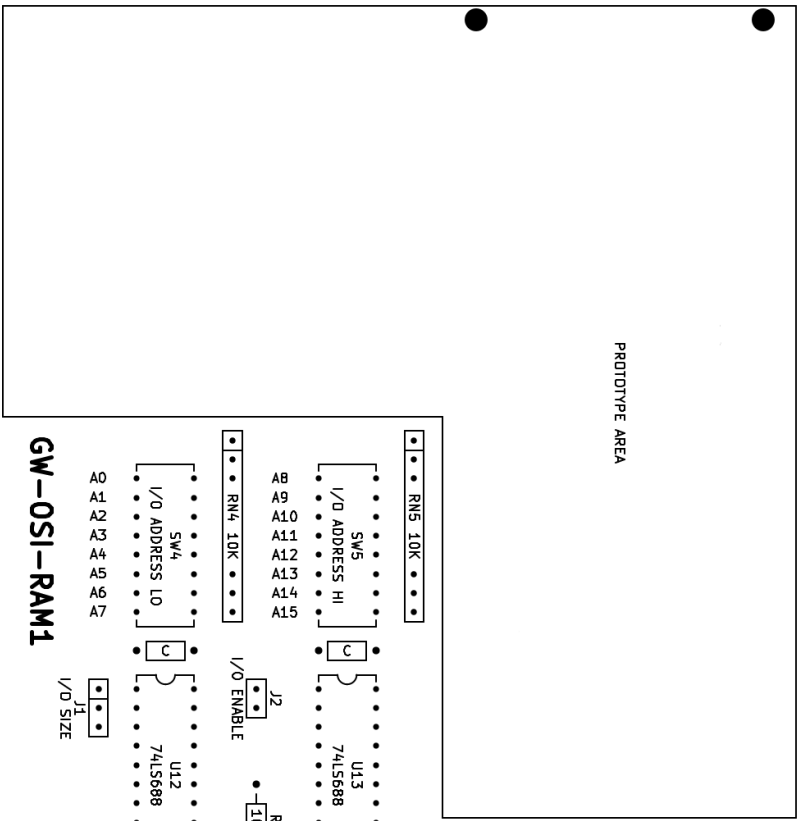 PROTOTYPE AREA
GW-OSI-RAM1
A0
A1
A2
A3
A4
A5
A6
A7
SW4
I/O ADDRESS LO
RN4 10K
A8
A9
A10
A11
A12
A13
A14
A15
SW5
I/O ADDRESS HI
RN5 10K
C
C
J1
I/O SIZE
U12
74LS688
J2
I/O ENABLE
U13
74LS688